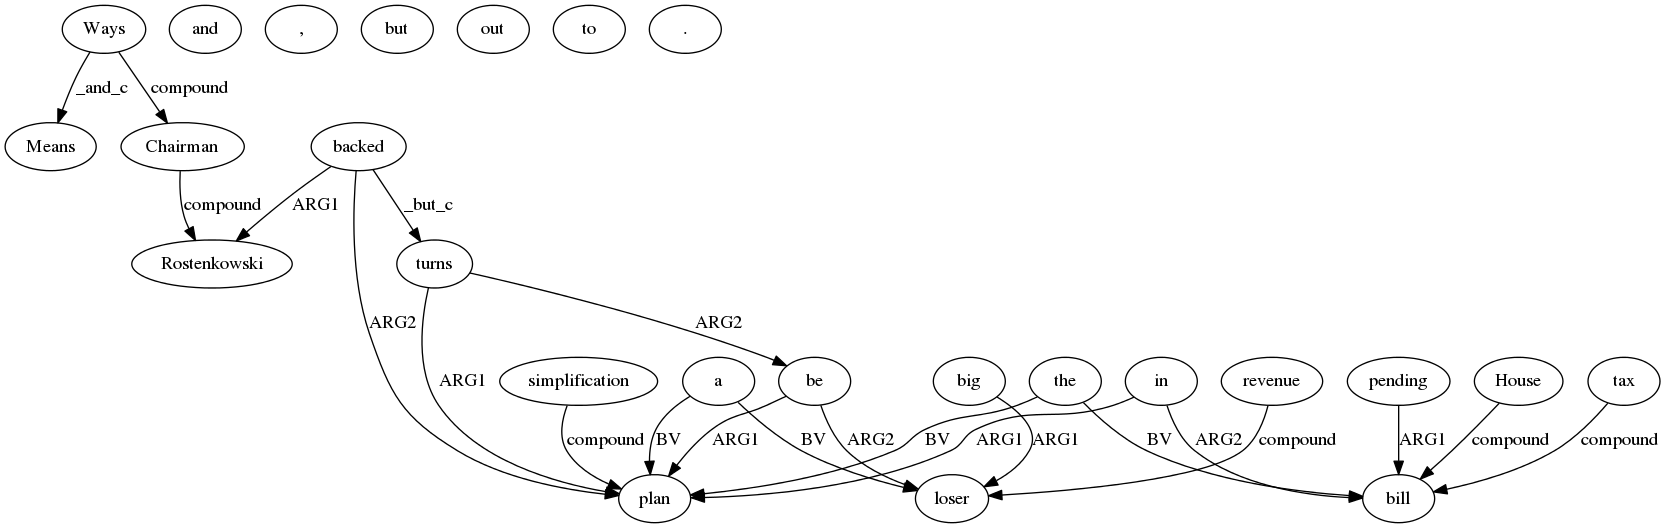 Ways and , but out to .
_and_c compound
Means Chairman backed
compound ARG1 _but_c
Rostenkowski turns
ARG2 ARG2
simplification a be big the in revenue pending House tax
ARG1
compound BV ARG1 BV ARG2 BV ARG1 ARG1 BV ARG2 compound ARG1 compound compound
plan loser bill